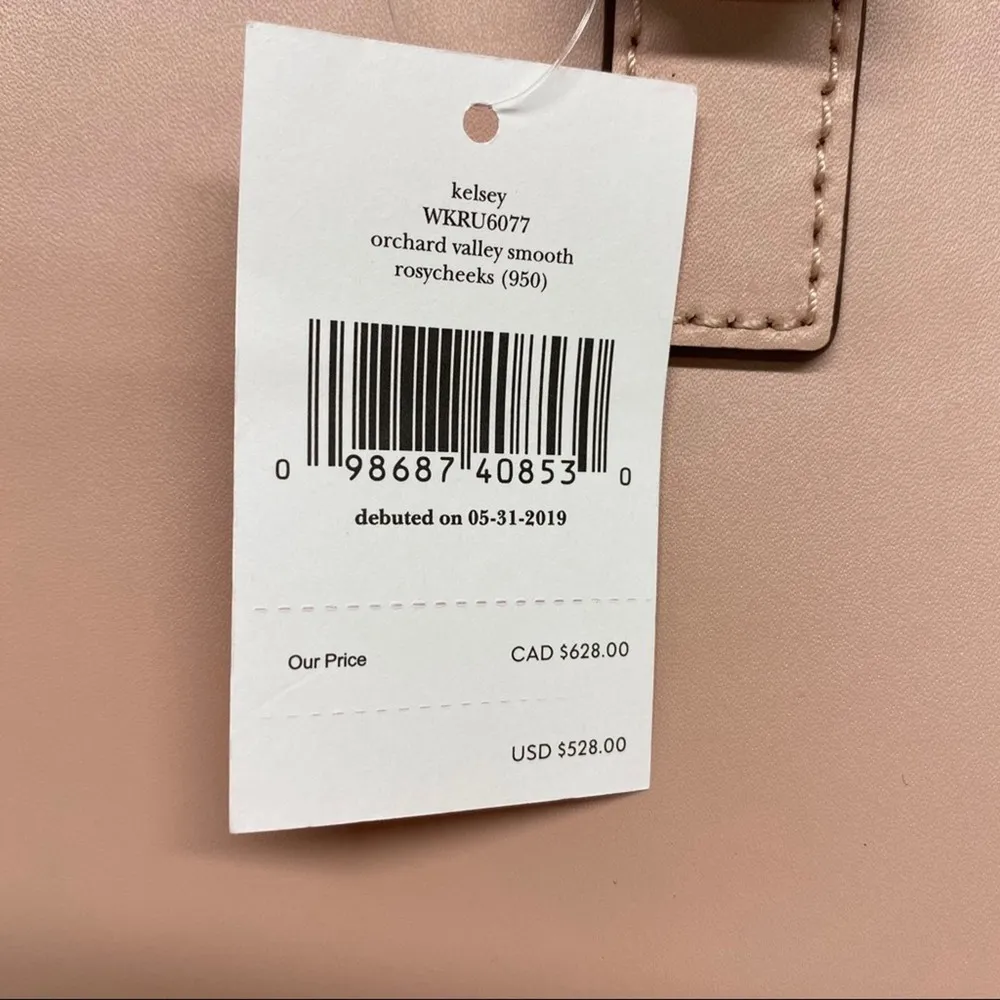 kelsey
WKRU6077
orchard valley smooth
rosycheeks (950)
0 98687 40853 0
debuted on 05-31-2019
Our Price CAD $628.00
USD $528.00